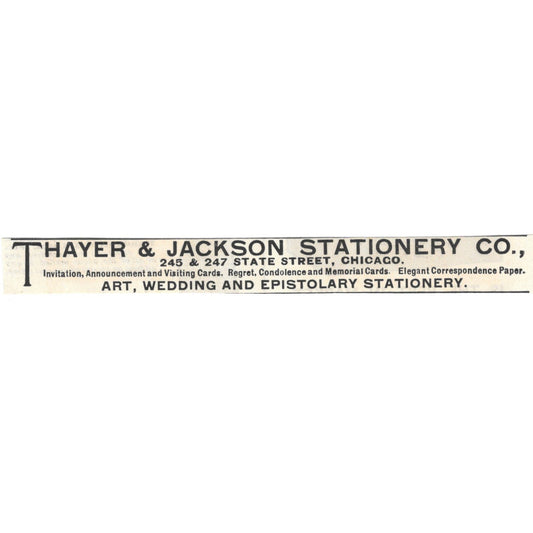 THAYER & JACKSON STATIONERY CO.,
245 & 247 STATE STREET, CHICAGO.
Invitation, Announcement and Visiting Cards. Regret, Condolence and Memorial Cards. Elegant Correspondence Paper.
ART, WEDDING AND EPISTOLARY STATIONERY.